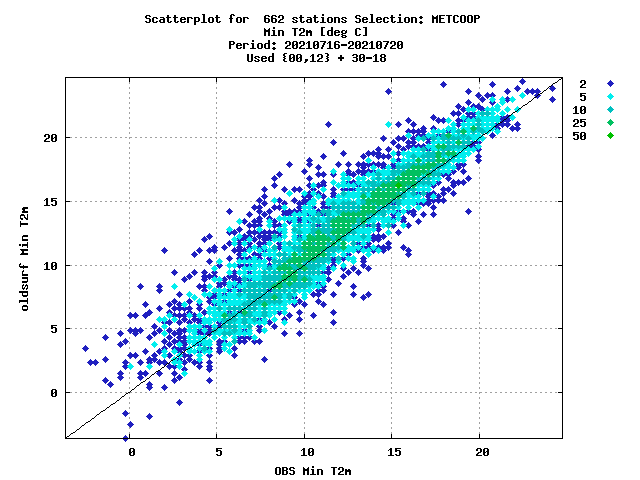 Scatterplot for  662 stations Selection: METCOOP
Min T2m [deg C]
Period: 20210716-20210720
Used {00,12} + 30-18
2
5
10
25
50
oldsurf Min T2m
20
15
10
5
0
0 5 10 15 20
OBS Min T2m